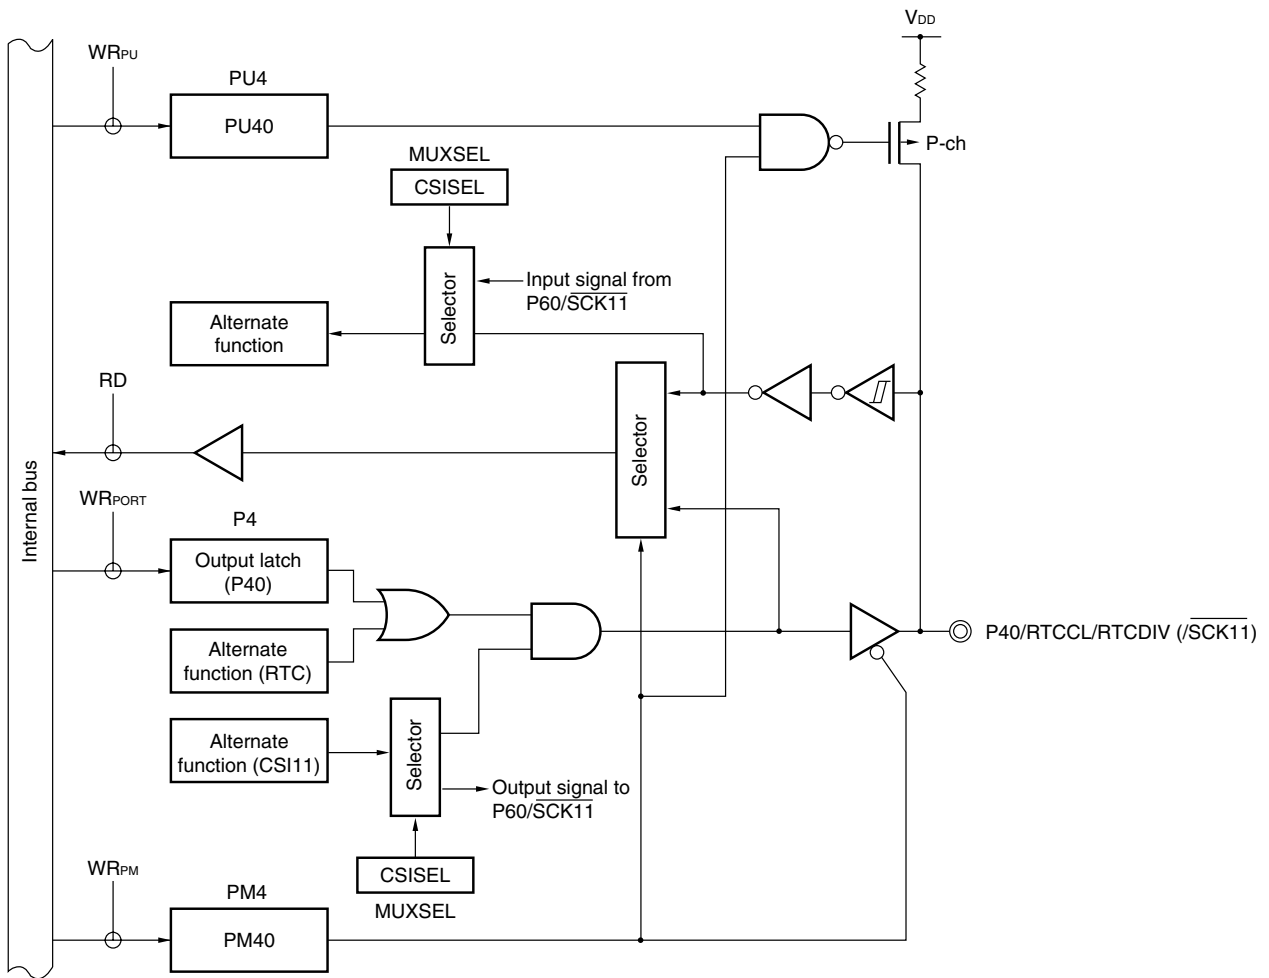 VDD
WRPU
PU4
PU40
P-ch
MUXSEL
CSISEL
Selector
Input signal from
P60/SCK11
Alternate
function
RD
Selector
Internal bus
WRPORT
P4
Output latch
(P40)
P40/RTCCL/RTCDIV (/SCK11)
Alternate
function (RTC)
Alternate
function (CSI11)
Selector
Output signal to
P60/SCK11
CSISEL
MUXSEL
WRPM
PM4
PM40